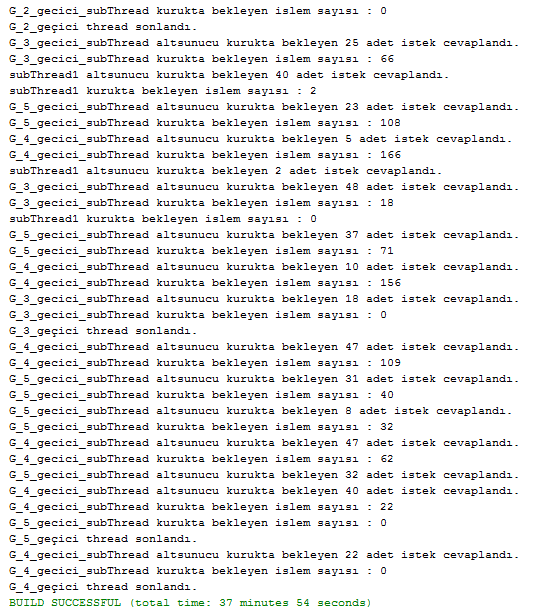 G_2_gecici_subThread kurukta bekleyen islem sayısı : 0
G_2_geçici thread sonlandı.
G_3_gecici_subThread altsunucu kurukta bekleyen 25 adet istek cevaplandı.
G_3_gecici_subThread kurukta bekleyen islem sayısı : 66
subThread1 altsunucu kurukta bekleyen 40 adet istek cevaplandı.
subThread1 kurukta bekleyen islem sayısı : 2
G_5_gecici_subThread altsunucu kurukta bekleyen 23 adet istek cevaplandı.
G_5_gecici_subThread kurukta bekleyen islem sayısı : 108
G_4_gecici_subThread altsunucu kurukta bekleyen 5 adet istek cevaplandı.
G_4_gecici_subThread kurukta bekleyen islem sayısı : 166
subThread1 altsunucu kurukta bekleyen 2 adet istek cevaplandı.
G_3_gecici_subThread altsunucu kurukta bekleyen 48 adet istek cevaplandı.
G_3_gecici_subThread kurukta bekleyen islem sayısı : 18
subThread1 kurukta bekleyen islem sayısı : 0
G_5_gecici_subThread altsunucu kurukta bekleyen 37 adet istek cevaplandı.
G_5_gecici_subThread kurukta bekleyen islem sayısı : 71
G_4_gecici_subThread altsunucu kurukta bekleyen 10 adet istek cevaplandı.
G_4_gecici_subThread kurukta bekleyen islem sayısı : 156
G_3_gecici_subThread altsunucu kurukta bekleyen 18 adet istek cevaplandı.
G_3_gecici_subThread kurukta bekleyen islem sayısı : 0
G_3_geçici thread sonlandı.
G_4_gecici_subThread altsunucu kurukta bekleyen 47 adet istek cevaplandı.
G_4_gecici_subThread kurukta bekleyen islem sayısı : 109
G_5_gecici_subThread altsunucu kurukta bekleyen 31 adet istek cevaplandı.
G_5_gecici_subThread kurukta bekleyen islem sayısı : 40
G_5_gecici_subThread altsunucu kurukta bekleyen 8 adet istek cevaplandı.
G_5_gecici_subThread kurukta bekleyen islem sayısı : 32
G_4_gecici_subThread altsunucu kurukta bekleyen 47 adet istek cevaplandı.
G_4_gecici_subThread kurukta bekleyen islem sayısı : 62
G_5_gecici_subThread altsunucu kurukta bekleyen 32 adet istek cevaplandı.
G_4_gecici_subThread altsunucu kurukta bekleyen 40 adet istek cevaplandı.
G_4_gecici_subThread kurukta bekleyen islem sayısı : 22
G_5_gecici_subThread kurukta bekleyen islem sayısı : 0
G_5_geçici thread sonlandı.
G_4_gecici_subThread altsunucu kurukta bekleyen 22 adet istek cevaplandı.
G_4_gecici_subThread kurukta bekleyen islem sayısı : 0
G_4_geçici thread sonlandı.
BUILD SUCCESSFUL (total time: 37 minutes 54 seconds)